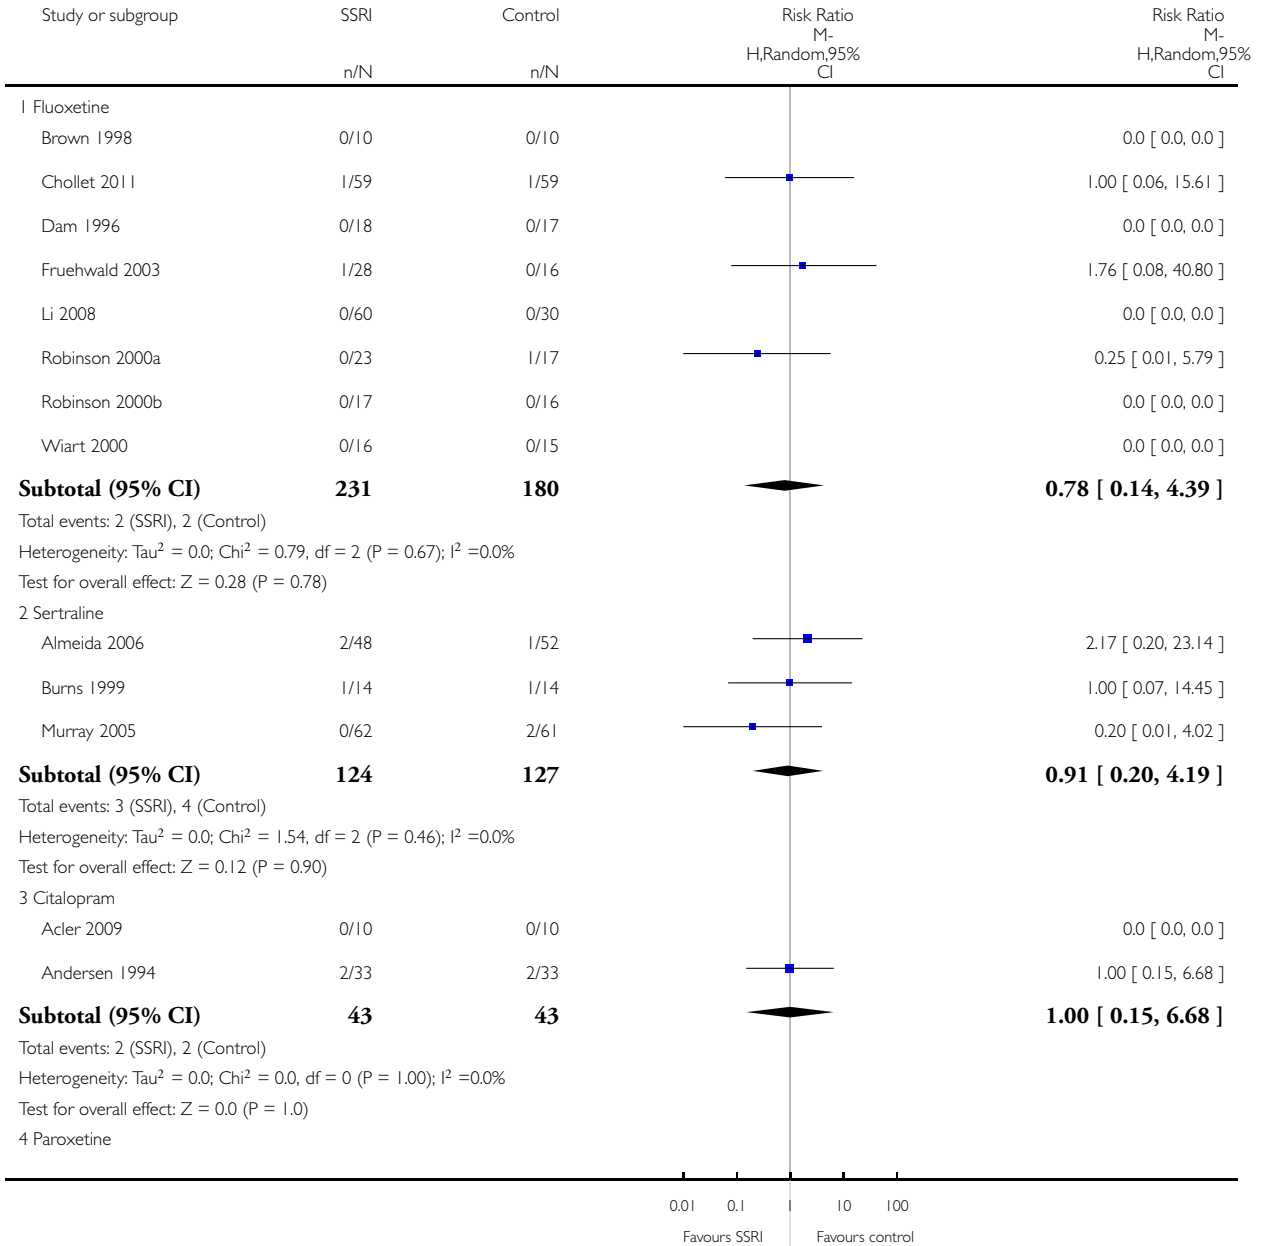 Study or subgroup SSRI Control Risk Ratio Risk Ratio
M- M-
H,Random,95% H,Random,95%
n/N n/N CI CI
1 Fluoxetine
Brown 1998 0/10 0/10 0.0 [ 0.0, 0.0 ]
Chollet 2011 1/59 1/59 1.00 [ 0.06, 15.61 ]
Dam 1996 0/18 0/17 0.0 [ 0.0, 0.0 ]
Fruehwald 2003 1/28 0/16 1.76 [ 0.08, 40.80 ]
Li 2008 0/60 0/30 0.0 [ 0.0, 0.0 ]
Robinson 2000a 0/23 1/17 0.25 [ 0.01, 5.79 ]
Robinson 2000b 0/17 0/16 0.0 [ 0.0, 0.0 ]
Wiart 2000 0/16 0/15 0.0 [ 0.0, 0.0 ]
Subtotal (95% CI) 231 180 0.78 [ 0.14, 4.39 ]
Total events: 2 (SSRI), 2 (Control)
Heterogeneity: Tau² = 0.0; Chi² = 0.79, df = 2 (P = 0.67); I² =0.0%
Test for overall effect: Z = 0.28 (P = 0.78)
2 Sertraline
Almeida 2006 2/48 1/52 2.17 [ 0.20, 23.14 ]
Burns 1999 1/14 1/14 1.00 [ 0.07, 14.45 ]
Murray 2005 0/62 2/61 0.20 [ 0.01, 4.02 ]
Subtotal (95% CI) 124 127 0.91 [ 0.20, 4.19 ]
Total events: 3 (SSRI), 4 (Control)
Heterogeneity: Tau² = 0.0; Chi² = 1.54, df = 2 (P = 0.46); I² =0.0%
Test for overall effect: Z = 0.12 (P = 0.90)
3 Citalopram
Acler 2009 0/10 0/10 0.0 [ 0.0, 0.0 ]
Andersen 1994 2/33 2/33 1.00 [ 0.15, 6.68 ]
Subtotal (95% CI) 43 43 1.00 [ 0.15, 6.68 ]
Total events: 2 (SSRI), 2 (Control)
Heterogeneity: Tau² = 0.0; Chi² = 0.0, df = 0 (P = 1.00); I² =0.0%
Test for overall effect: Z = 0.0 (P = 1.0)
4 Paroxetine
0.01 0.1 1 10 100
Favours SSRI Favours control